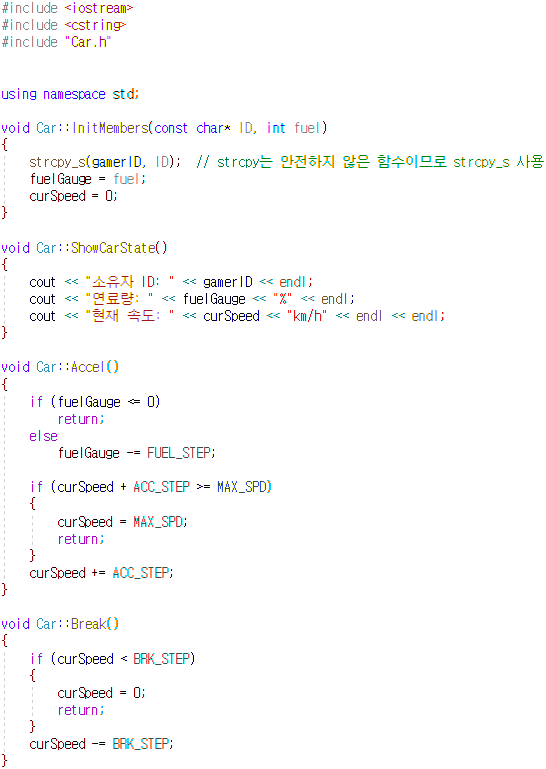 #include <iostream>
#include <cstring>
#include "Car.h"
using namespace std;
void Car::InitMembers(const char* ID, int fuel)
{
strcpy_s(gamerID, ID);  // strcpy는 안전하지 않은 함수이므로 strcpy_s 사용
fuelGauge = fuel;
curSpeed = 0;
}
void Car::ShowCarState()
{
cout << "소유자 ID: " << gamerID << endl;
cout << "연료량: " << fuelGauge << "%" << endl;
cout << "현재 속도: " << curSpeed << "km/h" << endl << endl;
}
void Car::Accel()
{
if (fuelGauge <= 0)
return;
else
fuelGauge -= FUEL_STEP;
if (curSpeed + ACC_STEP >= MAX_SPD)
{
curSpeed = MAX_SPD;
return;
}
curSpeed += ACC_STEP;
}
void Car::Break()
{
if (curSpeed < BRK_STEP)
{
curSpeed = 0;
return;
}
curSpeed -= BRK_STEP;
}